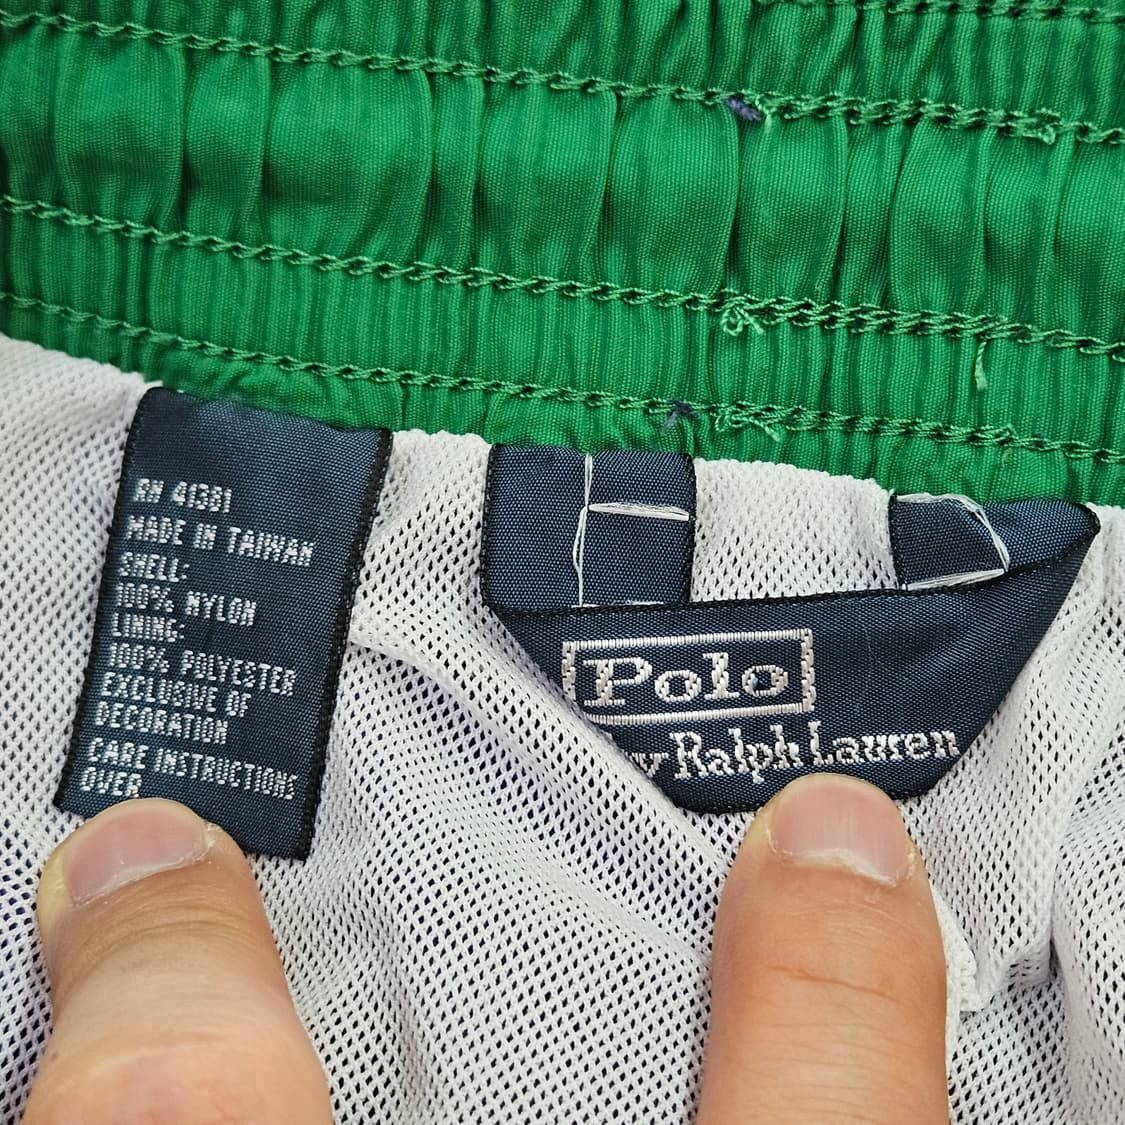 RN 41381
MADE IN TAIWAN
SHELL:
100% NYLON
LINING:
100% POLYESTER
EXCLUSIVE OF
DECORATION
CARE INSTRUCTIONS
OVER
Polo
y Ralph Lauren